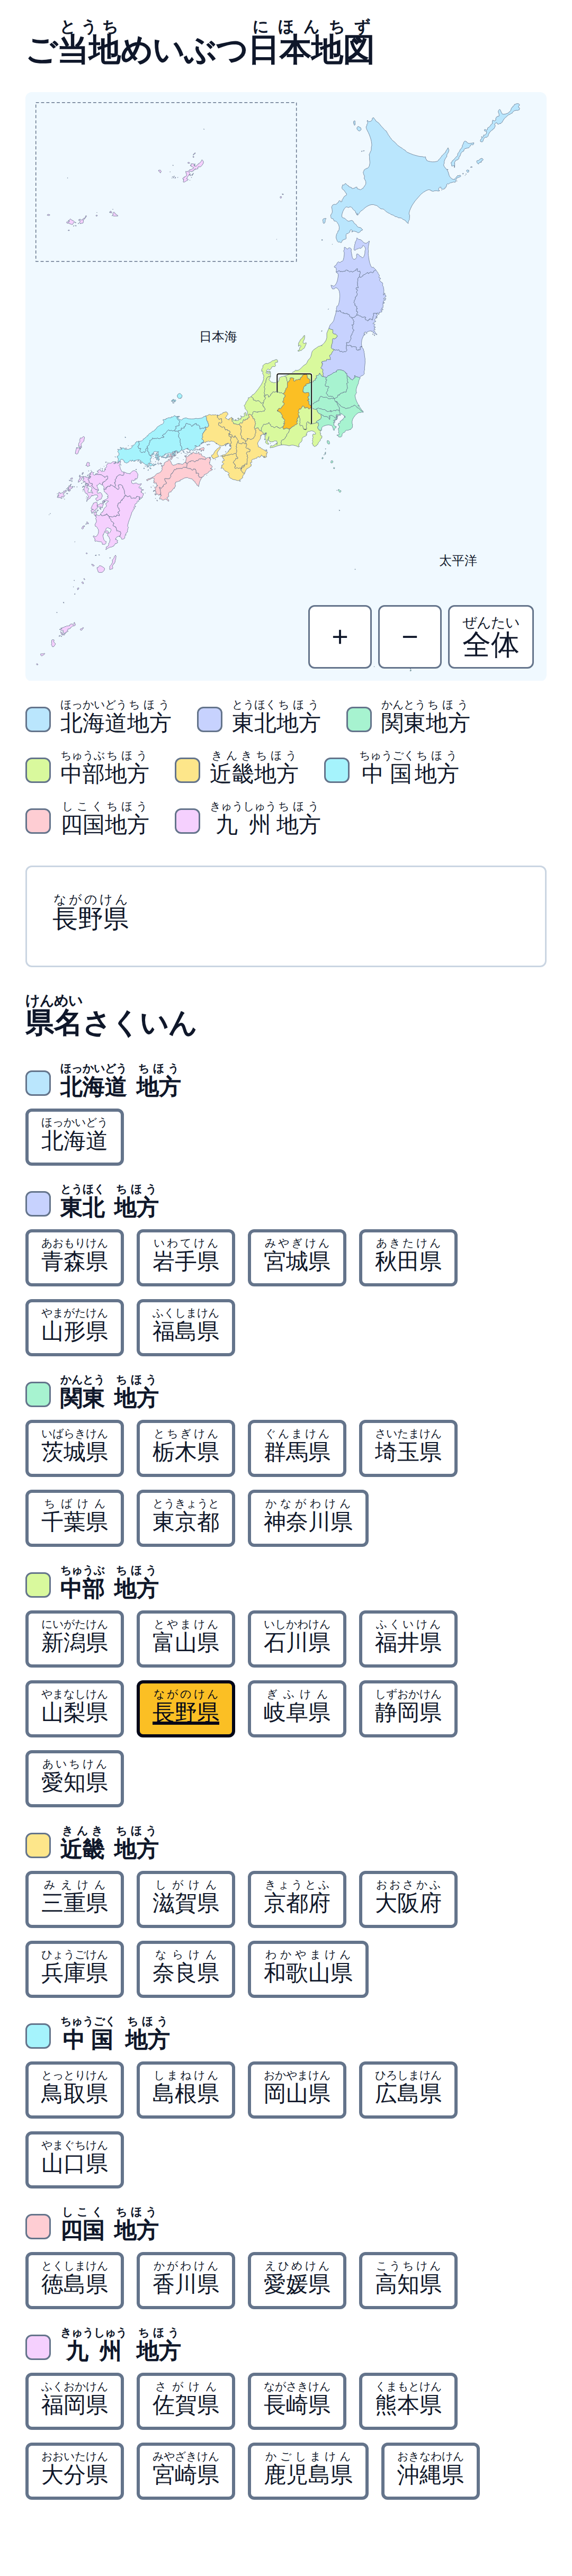 とうち にほんちず
ご当地めいぶつ日本地図
日本海
太平洋
ぜんたい
+ − 全体
ほっかいどうちほう とうほくちほう かんとうちほう
北海道地方 東北地方 関東地方
ちゅうぶちほう きんきちほう ちゅうごくちほう
中部地方 近畿地方 中国地方
しこくちほう きゅうしゅうちほう
四国地方 九州地方
ながのけん
長野県
けんめい
県名さくいん
ほっかいどう ちほう
北海道 地方
ほっかいどう
北海道
とうほく ちほう
東北 地方
あおもりけん いわてけん みやぎけん あきたけん
青森県 岩手県 宮城県 秋田県
やまがたけん ふくしまけん
山形県 福島県
かんとう ちほう
関東 地方
いばらきけん とちぎけん ぐんまけん さいたまけん
茨城県 栃木県 群馬県 埼玉県
ちばけん とうきょうと かながわけん
千葉県 東京都 神奈川県
ちゅうぶ ちほう
中部 地方
にいがたけん とやまけん いしかわけん ふくいけん
新潟県 富山県 石川県 福井県
やまなしけん ながのけん ぎふけん しずおかけん
山梨県 長野県 岐阜県 静岡県
あいちけん
愛知県
きんき ちほう
近畿 地方
みえけん しがけん きょうとふ おおさかふ
三重県 滋賀県 京都府 大阪府
ひょうごけん ならけん わかやまけん
兵庫県 奈良県 和歌山県
ちゅうごく ちほう
中国 地方
とっとりけん しまねけん おかやまけん ひろしまけん
鳥取県 島根県 岡山県 広島県
やまぐちけん
山口県
しこく ちほう
四国 地方
とくしまけん かがわけん えひめけん こうちけん
徳島県 香川県 愛媛県 高知県
きゅうしゅう ちほう
九州 地方
ふくおかけん さがけん ながさきけん くまもとけん
福岡県 佐賀県 長崎県 熊本県
おおいたけん みやざきけん かごしまけん おきなわけん
大分県 宮崎県 鹿児島県 沖縄県